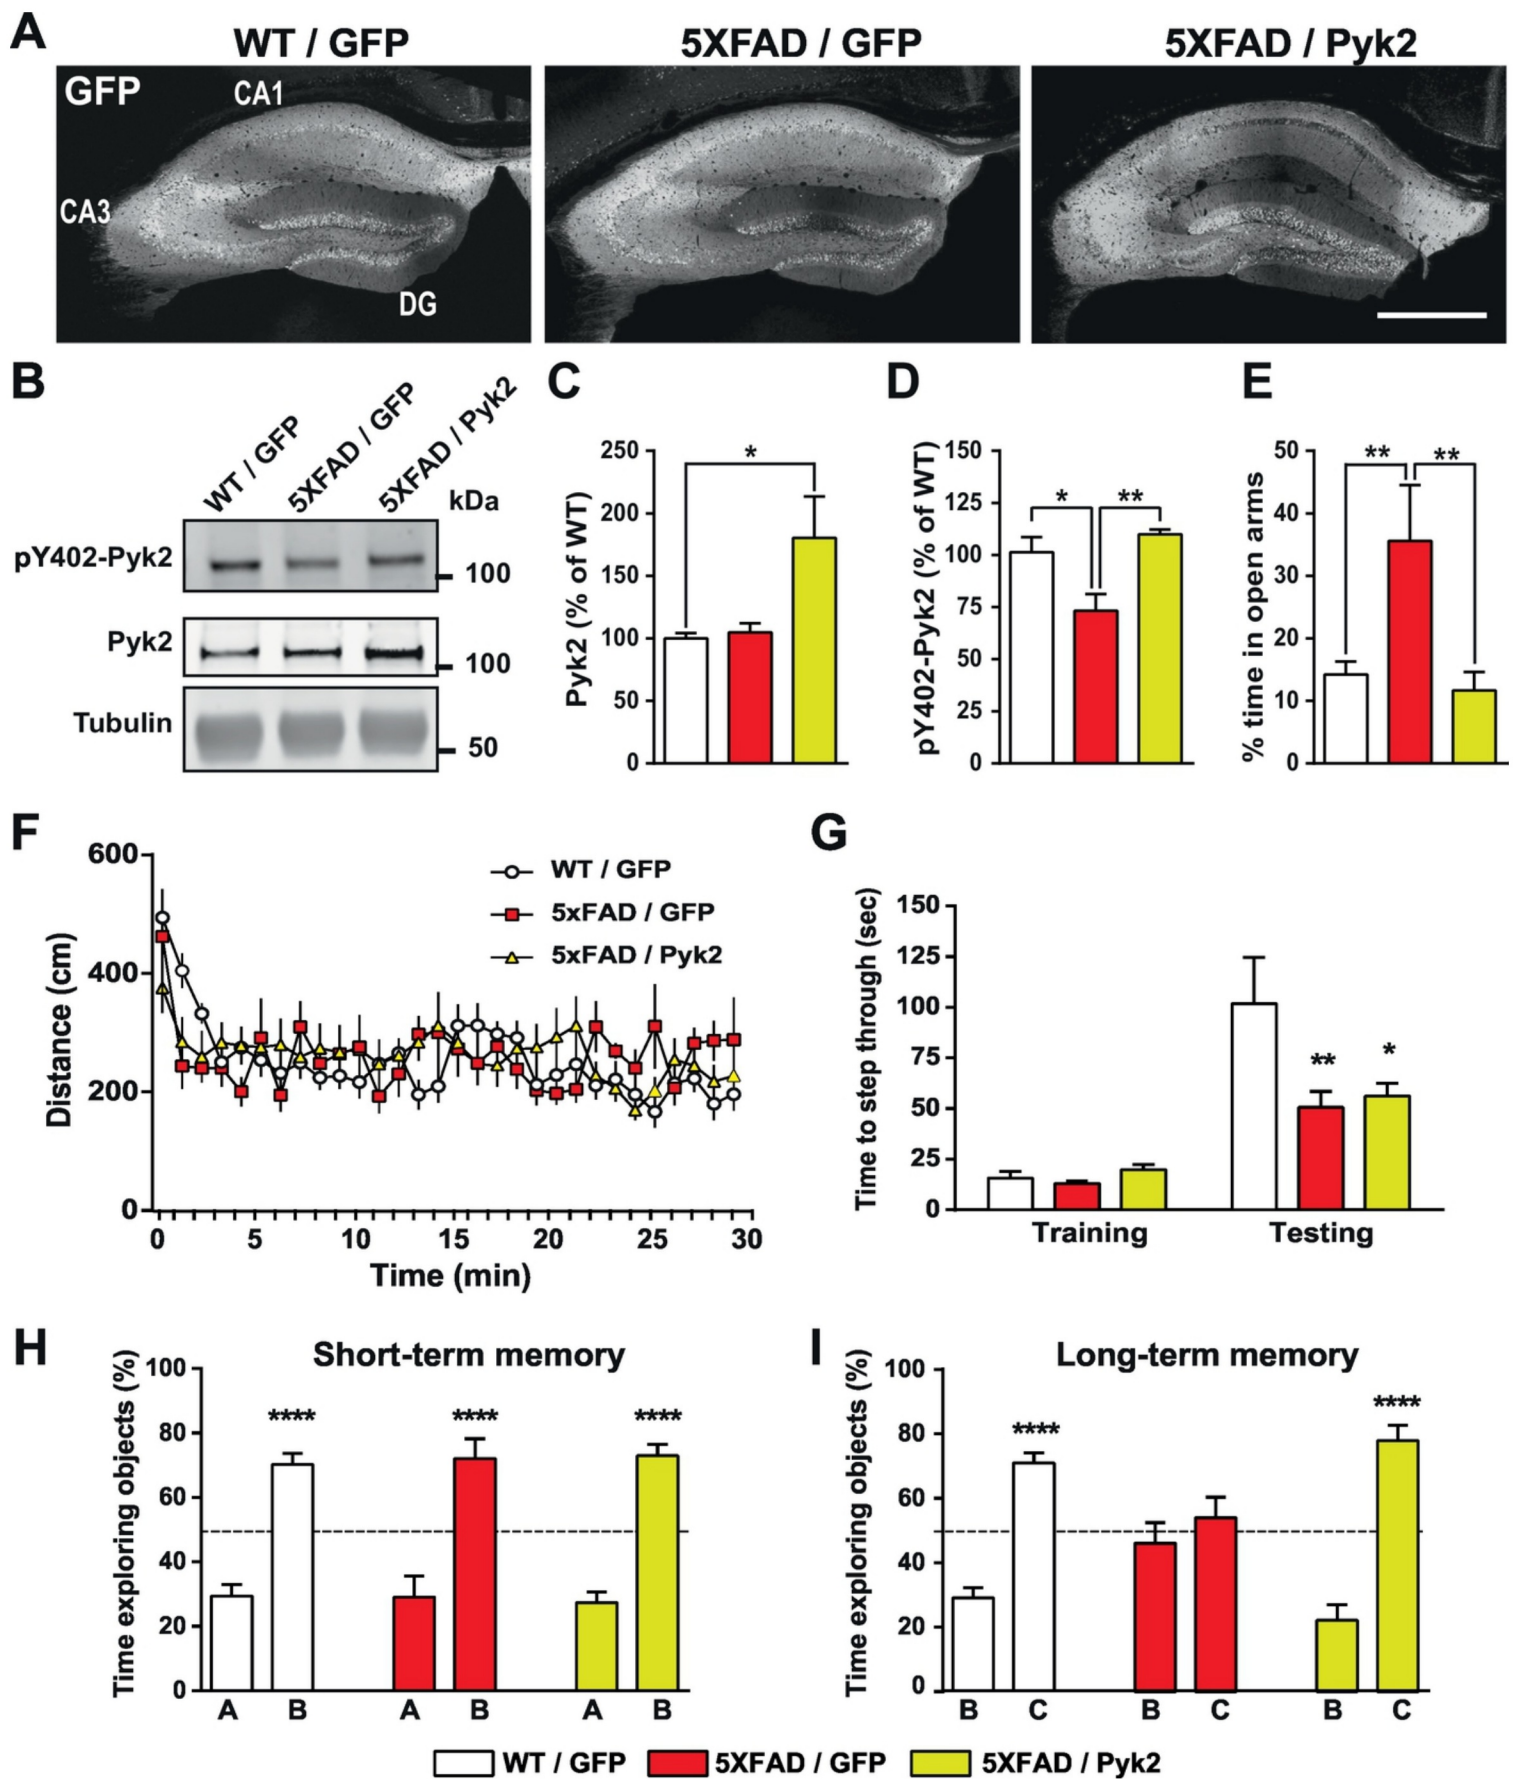 A
WT / GFP
5XFAD / GFP
5XFAD / Pyk2
GFP
CA1
CA3
DG
B
WT / GFP
5XFAD / GFP
5XFAD / Pyk2
kDa
pY402-Pyk2
100
Pyk2
100
Tubulin
50
C
Pyk2 (% of WT)
250
200
150
100
50
0
*
D
pY402-Pyk2 (% of WT)
150
125
100
75
50
25
0
*
**
E
% time in open arms
50
40
30
20
10
0
**
**
F
Distance (cm)
600
400
200
0
WT / GFP
5xFAD / GFP
5xFAD / Pyk2
0 5 10 15 20 25 30
Time (min)
G
Time to step through (sec)
150
125
100
75
50
25
0
**
*
Training
Testing
H
Short-term memory
Time exploring objects (%)
100
80
60
40
20
0
****
****
****
A B A B A B
I
Long-term memory
Time exploring objects (%)
100
80
60
40
20
0
****
****
B C B C B C
WT / GFP
5XFAD / GFP
5XFAD / Pyk2